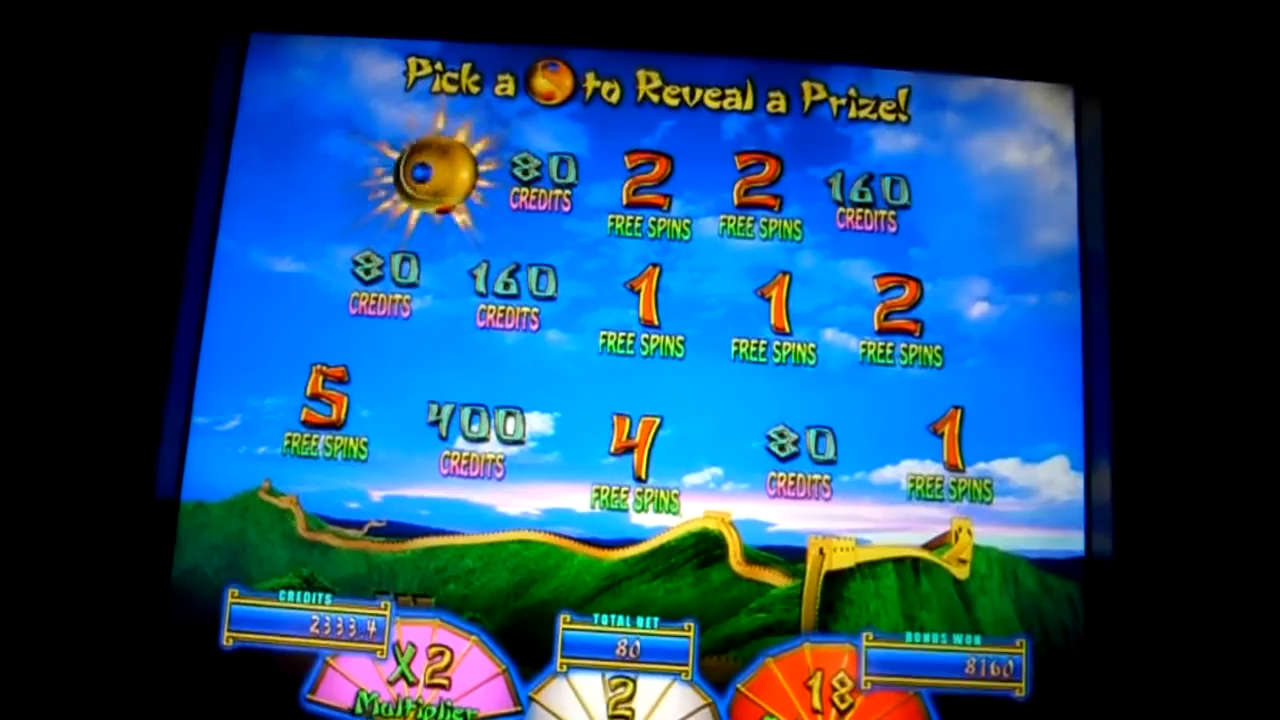 Pick a to Reveal a Prize!
80 2 2 160
CREDITS FREE SPINS FREE SPINS CREDITS
80 160 1 1 2
CREDITS CREDITS FREE SPINS FREE SPINS FREE SPINS
5 400 4 80 1
FREE SPINS CREDITS FREE SPINS CREDITS FREE SPINS
CREDITS TOTAL BET BONUS WON
2333.4 80 8160
X2 2 18
Multiplier